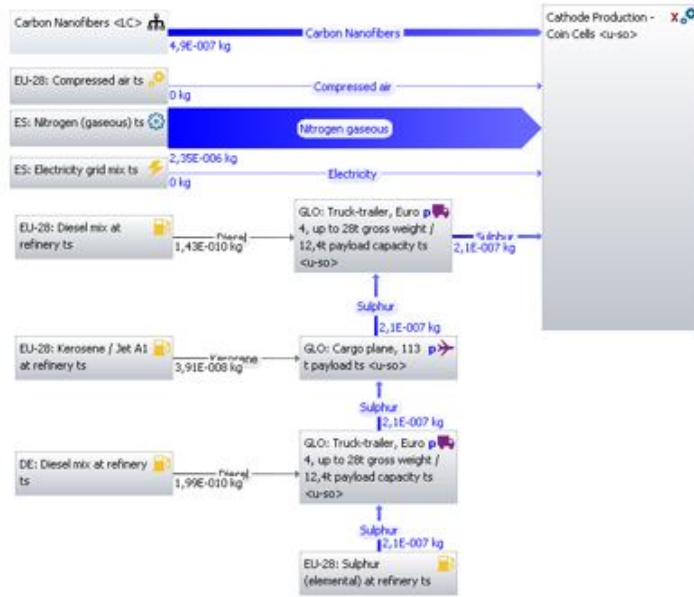 Carbon Nanofibers <LC>
Carbon Nanofibers
4,9E-007 kg
Cathode Production -
Coin Cells <u-so>
EU-28: Compressed air ts
Compressed air
0 kg
ES: Nitrogen (gaseous) ts
Nitrogen gaseous
2,35E-006 kg
ES: Electricity grid mix ts
Electricity
0 kg
EU-28: Diesel mix at
refinery ts
Diesel
1,43E-010 kg
GLO: Truck-trailer, Euro p
4, up to 28t gross weight /
12,4t payload capacity ts
<u-so>
Sulphur
2,1E-007 kg
Sulphur
2,1E-007 kg
EU-28: Kerosene / Jet A1
at refinery ts
Kerosene
3,91E-008 kg
GLO: Cargo plane, 113 p
t payload ts <u-so>
Sulphur
2,1E-007 kg
DE: Diesel mix at refinery
ts
Diesel
1,99E-010 kg
GLO: Truck-trailer, Euro p
4, up to 28t gross weight /
12,4t payload capacity ts
<u-so>
Sulphur
2,1E-007 kg
EU-28: Sulphur
(elemental) at refinery ts